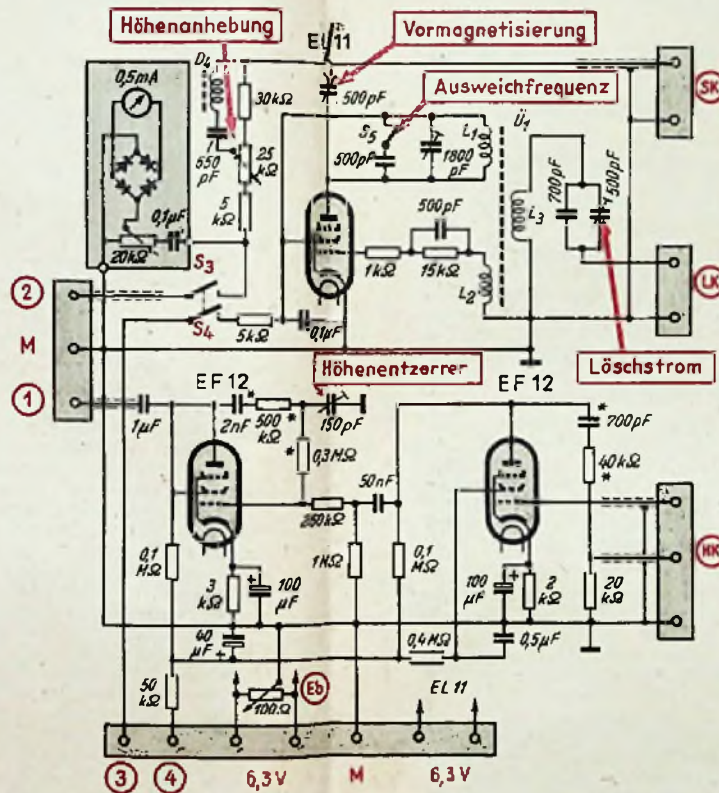 Höhenanhebung
EL 11
Vormagnetisierung
D4
0,5mA
30kΩ
500pF
Ausweichfrequenz
SK
S5
L1
Ü1
650
pF
25
kΩ
500pF
1800
pF
700pF
500pF
0,1µF
5
kΩ
500pF
L3
20kΩ
S3
1kΩ
15kΩ
L2
LK
2
S4
M
5kΩ
0,1µF
Löschstrom
Höhenentzerrer
1
EF 12
EF 12
1µF
2nF
500
kΩ
150pF
700pF
0,3MΩ
50nF
40kΩ
250kΩ
HK
0,1
MΩ
1MΩ
0,1
MΩ
3
kΩ
100
µF
100
µF
2
kΩ
20
kΩ
40
µF
0,4MΩ
0,5µF
50
kΩ
Eb
100Ω
EL 11
3
4
6,3 V
M
6,3 V